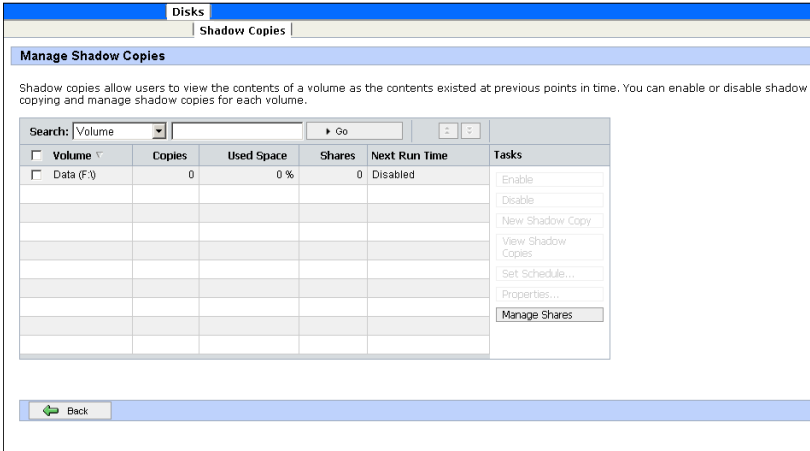 Disks
Shadow Copies
Manage Shadow Copies
Shadow copies allow users to view the contents of a volume as the contents existed at previous points in time. You can enable or disable shadow
copying and manage shadow copies for each volume.
Search: Volume Go
Volume Copies Used Space Shares Next Run Time Tasks
Data (F:\) 0 0 % 0 Disabled
Enable
Disable
New Shadow Copy
View Shadow
Copies
Set Schedule...
Properties...
Manage Shares
Back